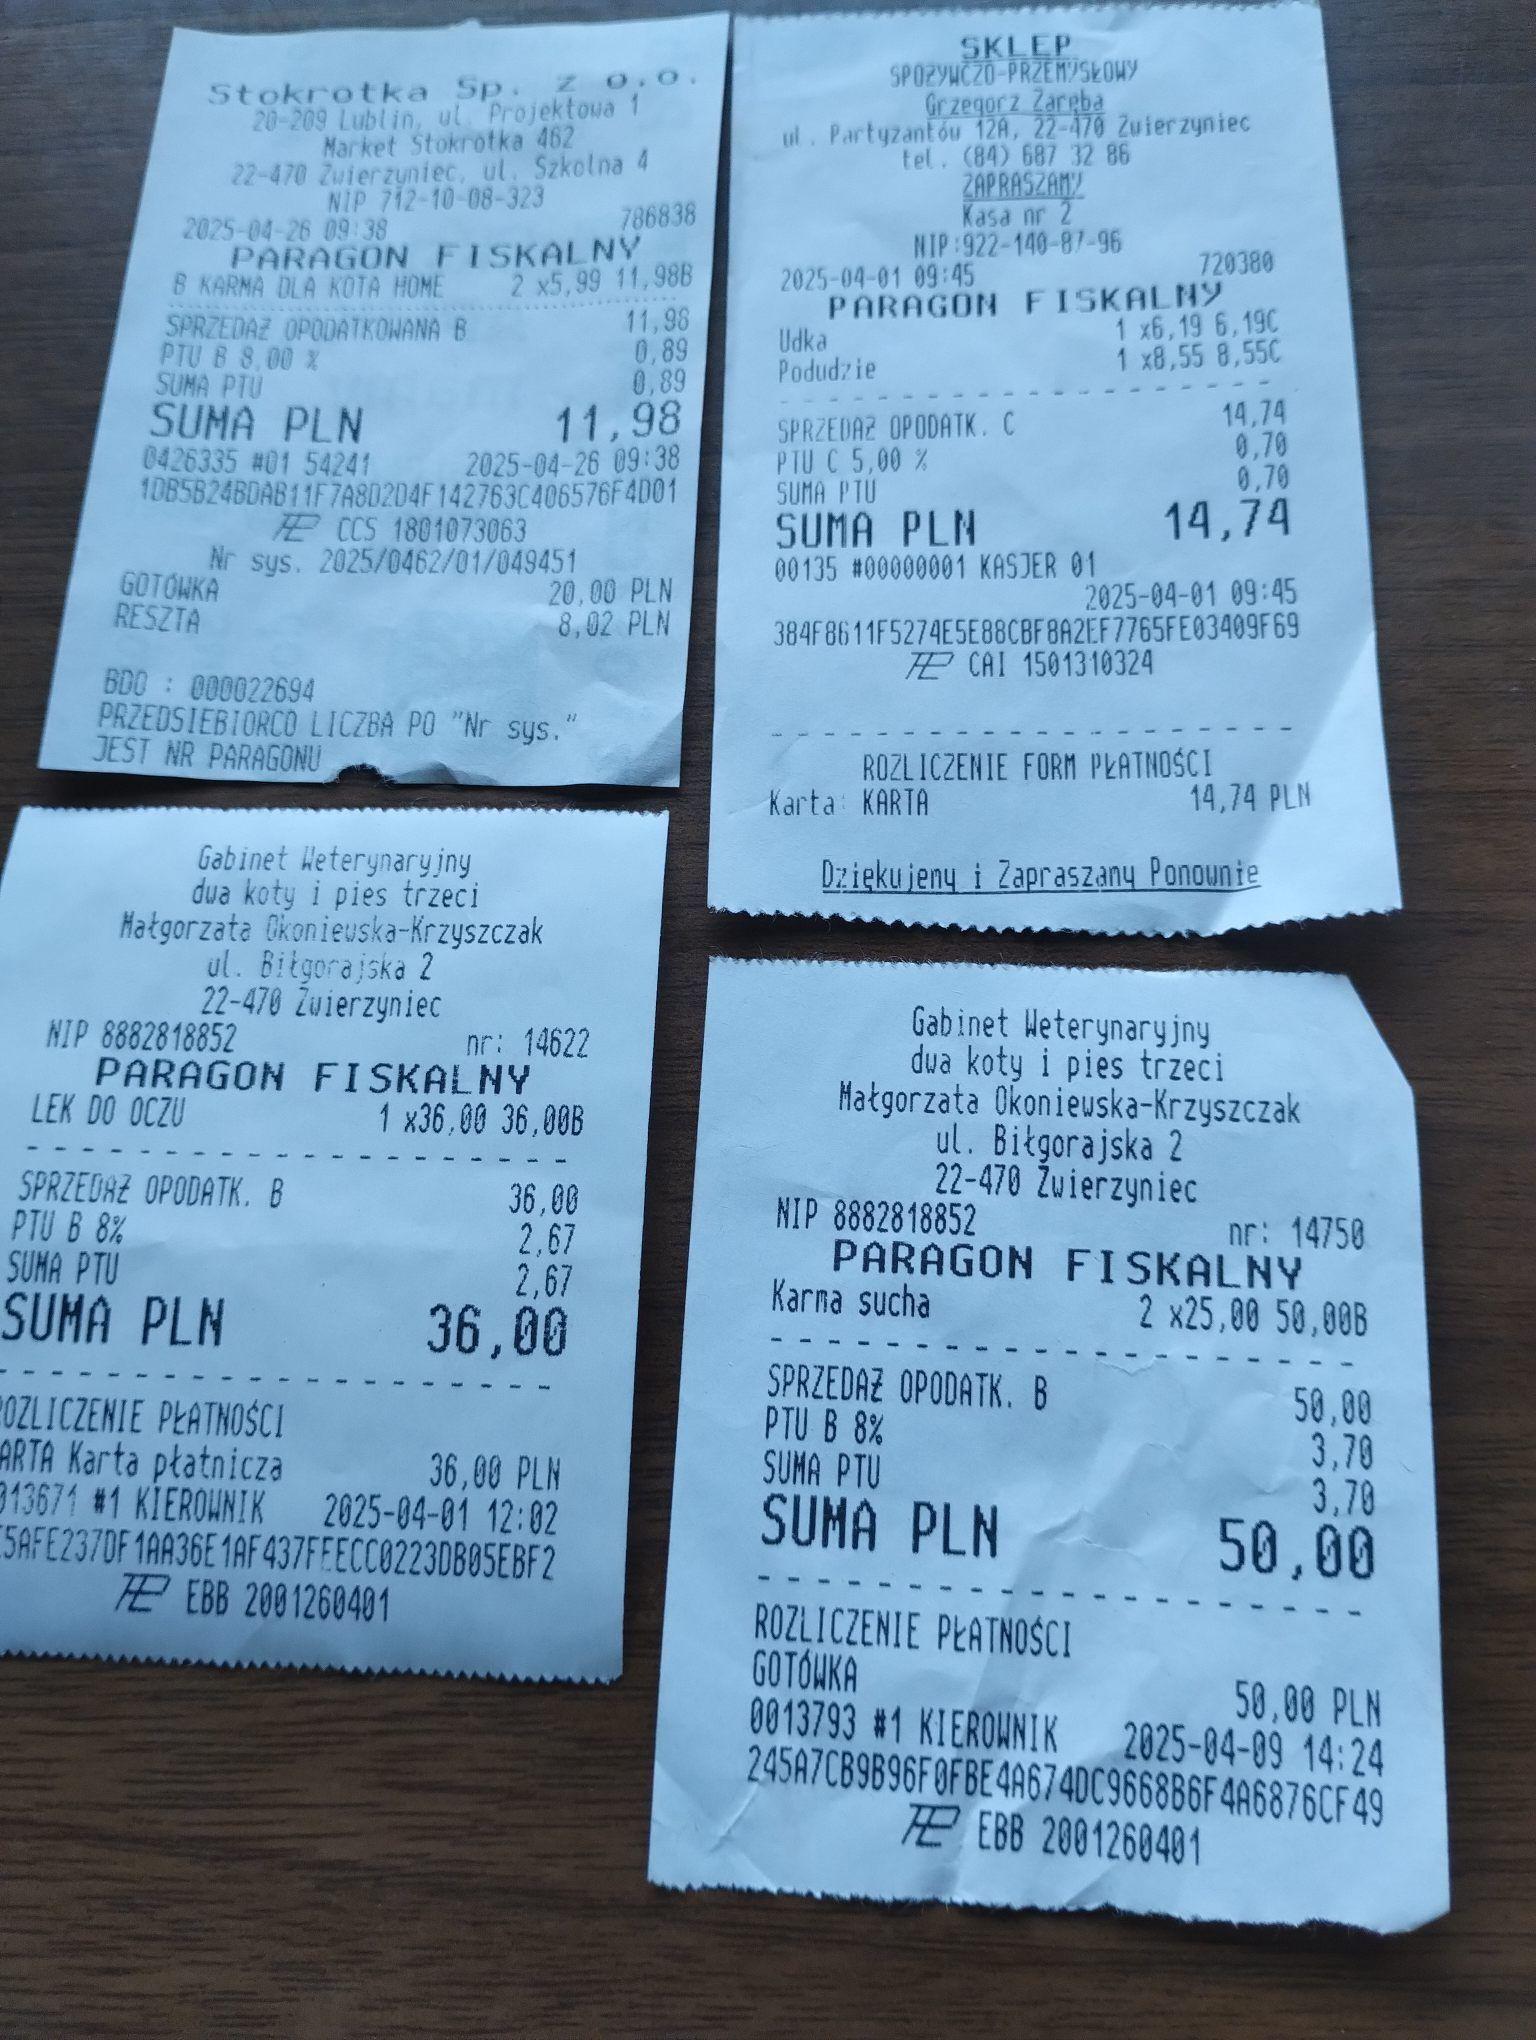 Stokrotka Sp. z o.o.
20-209 Lublin, ul. Projektowa 1
Market Stokrotka 462
22-470 Zwierzyniec, ul. Szkolna 4
NIP 712-10-08-323
2025-04-26 09:38 786838
PARAGON FISKALNY
B KARMA DLA KOTA HOME 2 x5,99 11,98B
SPRZEDAŻ OPODATKOWANA B 11,98
PTU B 8,00 % 0,89
SUMA PTU 0,89
SUMA PLN 11,98
0426335 #01 54241 2025-04-26 09:38
1DB5B24BDAB11F7A8D2D4F142763C406576F4D01
CCS 1801073063
Nr sys. 2025/0462/01/049451
GOTÓWKA 20,00 PLN
RESZTA 8,02 PLN
BDO : 000022694
PRZEDSIEBIORCO LICZBA PO "Nr sys."
JEST NR PARAGONU
SKLEP
SPOŻYWCZO-PRZEMYSŁOWY
Grzegorz Zaręba
ul. Partyzantów 12A, 22-470 Zwierzyniec
tel. (84) 687 32 86
ZAPRASZAMY
Kasa nr 2
NIP:922-140-87-96
2025-04-01 09:45 720380
PARAGON FISKALNY
Udka 1 x6,19 6,19C
Podudzie 1 x8,55 8,55C
SPRZEDAŻ OPODATK. C 14,74
PTU C 5,00 % 0,70
SUMA PTU 0,70
SUMA PLN 14,74
00135 #00000001 KASJER 01
2025-04-01 09:45
384F8611F5274E5E88CBF8A2EF7765FE03409F69
CAI 1501310324
ROZLICZENIE FORM PŁATNOŚCI
Karta: KARTA 14,74 PLN
Dziękujemy i Zapraszamy Ponownie
Gabinet Weterynaryjny
dwa koty i pies trzeci
Małgorzata Okoniewska-Krzyszczak
ul. Biłgorajska 2
22-470 Zwierzyniec
NIP 8882818852 nr: 14622
PARAGON FISKALNY
LEK DO OCZU 1 x36,00 36,00B
SPRZEDAŻ OPODATK. B 36,00
PTU B 8% 2,67
SUMA PTU 2,67
SUMA PLN 36,00
ROZLICZENIE PŁATNOŚCI
ARTA Karta płatnicza 36,00 PLN
013671 #1 KIEROWNIK 2025-04-01 12:02
5AFE237DF1AA36E1AF437FEECC0223DB05EBF2
EBB 2001260401
Gabinet Weterynaryjny
dwa koty i pies trzeci
Małgorzata Okoniewska-Krzyszczak
ul. Biłgorajska 2
22-470 Zwierzyniec
NIP 8882818852 nr: 14750
PARAGON FISKALNY
Karma sucha 2 x25,00 50,00B
SPRZEDAŻ OPODATK. B 50,00
PTU B 8% 3,70
SUMA PTU 3,70
SUMA PLN 50,00
ROZLICZENIE PŁATNOŚCI
GOTÓWKA 50,00 PLN
0013793 #1 KIEROWNIK 2025-04-09 14:24
245A7CB9B96F0FBE4A674DC9668B6F4A6876CF49
EBB 2001260401